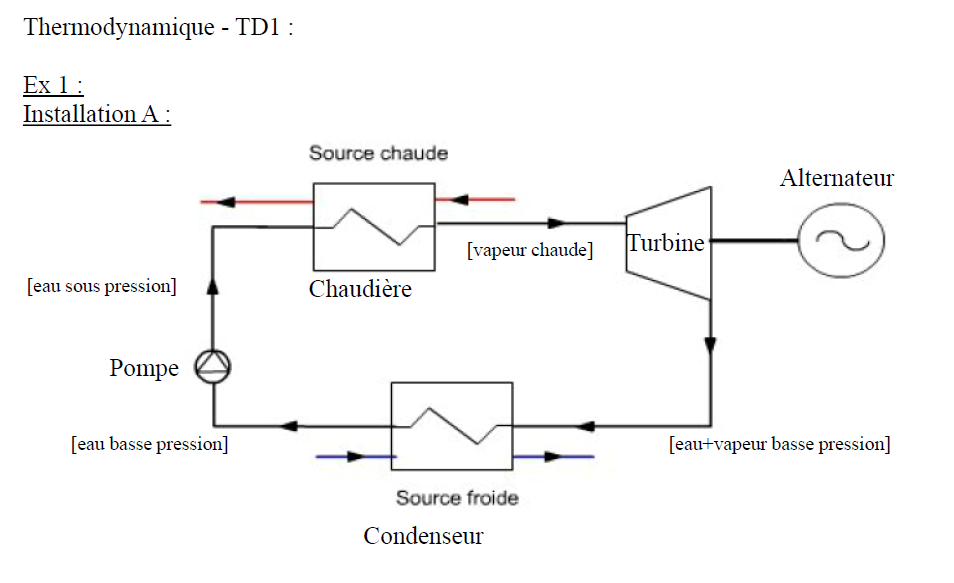 Thermodynamique - TD1 :
Ex 1 :
Installation A :
Source chaude
Alternateur
[vapeur chaude]
Turbine
[eau sous pression]
Chaudière
Pompe
[eau basse pression]
[eau+vapeur basse pression]
Source froide
Condenseur